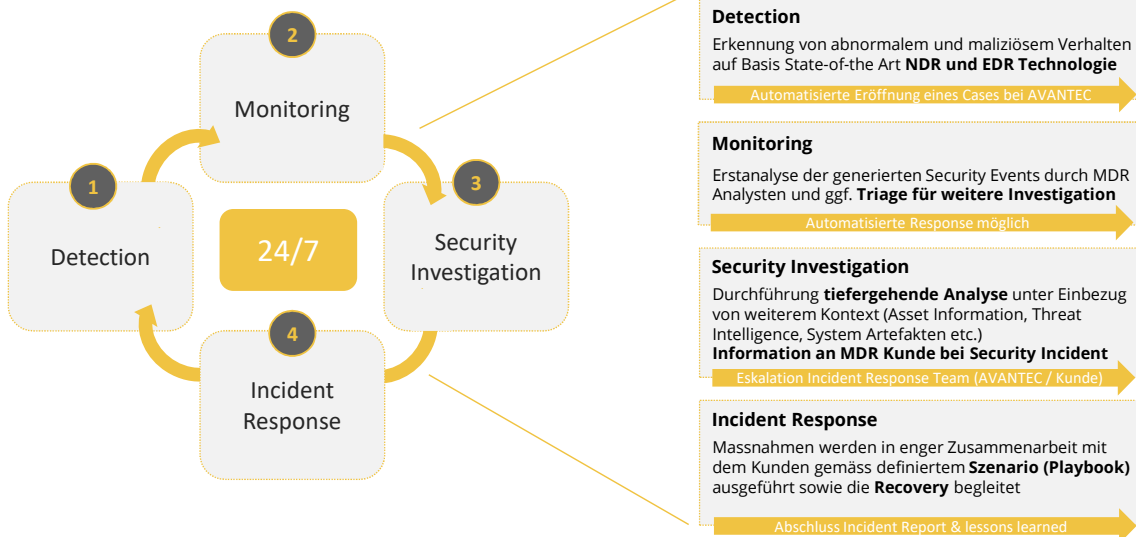 2
Monitoring
1
Detection
24/7
3
Security
Investigation
4
Incident
Response
Detection
Erkennung von abnormalem und maliziösem Verhalten
auf Basis State-of-the Art NDR und EDR Technologie
Automatisierte Eröffnung eines Cases bei AVANTEC
Monitoring
Erstanalyse der generierten Security Events durch MDR
Analysten und ggf. Triage für weitere Investigation
Automatisierte Response möglich
Security Investigation
Durchführung tiefergehende Analyse unter Einbezug
von weiterem Kontext (Asset Information, Threat
Intelligence, System Artefakten etc.)
Information an MDR Kunde bei Security Incident
Eskalation Incident Response Team (AVANTEC / Kunde)
Incident Response
Massnahmen werden in enger Zusammenarbeit mit
dem Kunden gemäss definiertem Szenario (Playbook)
ausgeführt sowie die Recovery begleitet
Abschluss Incident Report & lessons learned